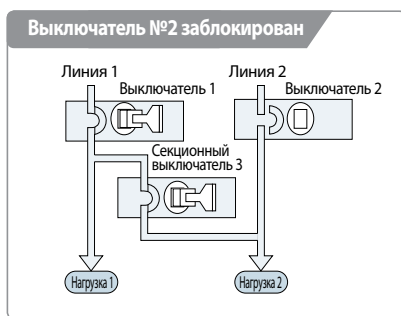 Выключатель №2 заблокирован
Линия 1
Линия 2
Выключатель 1
Выключатель 2
Секционный
выключатель 3
Нагрузка 1
Нагрузка 2